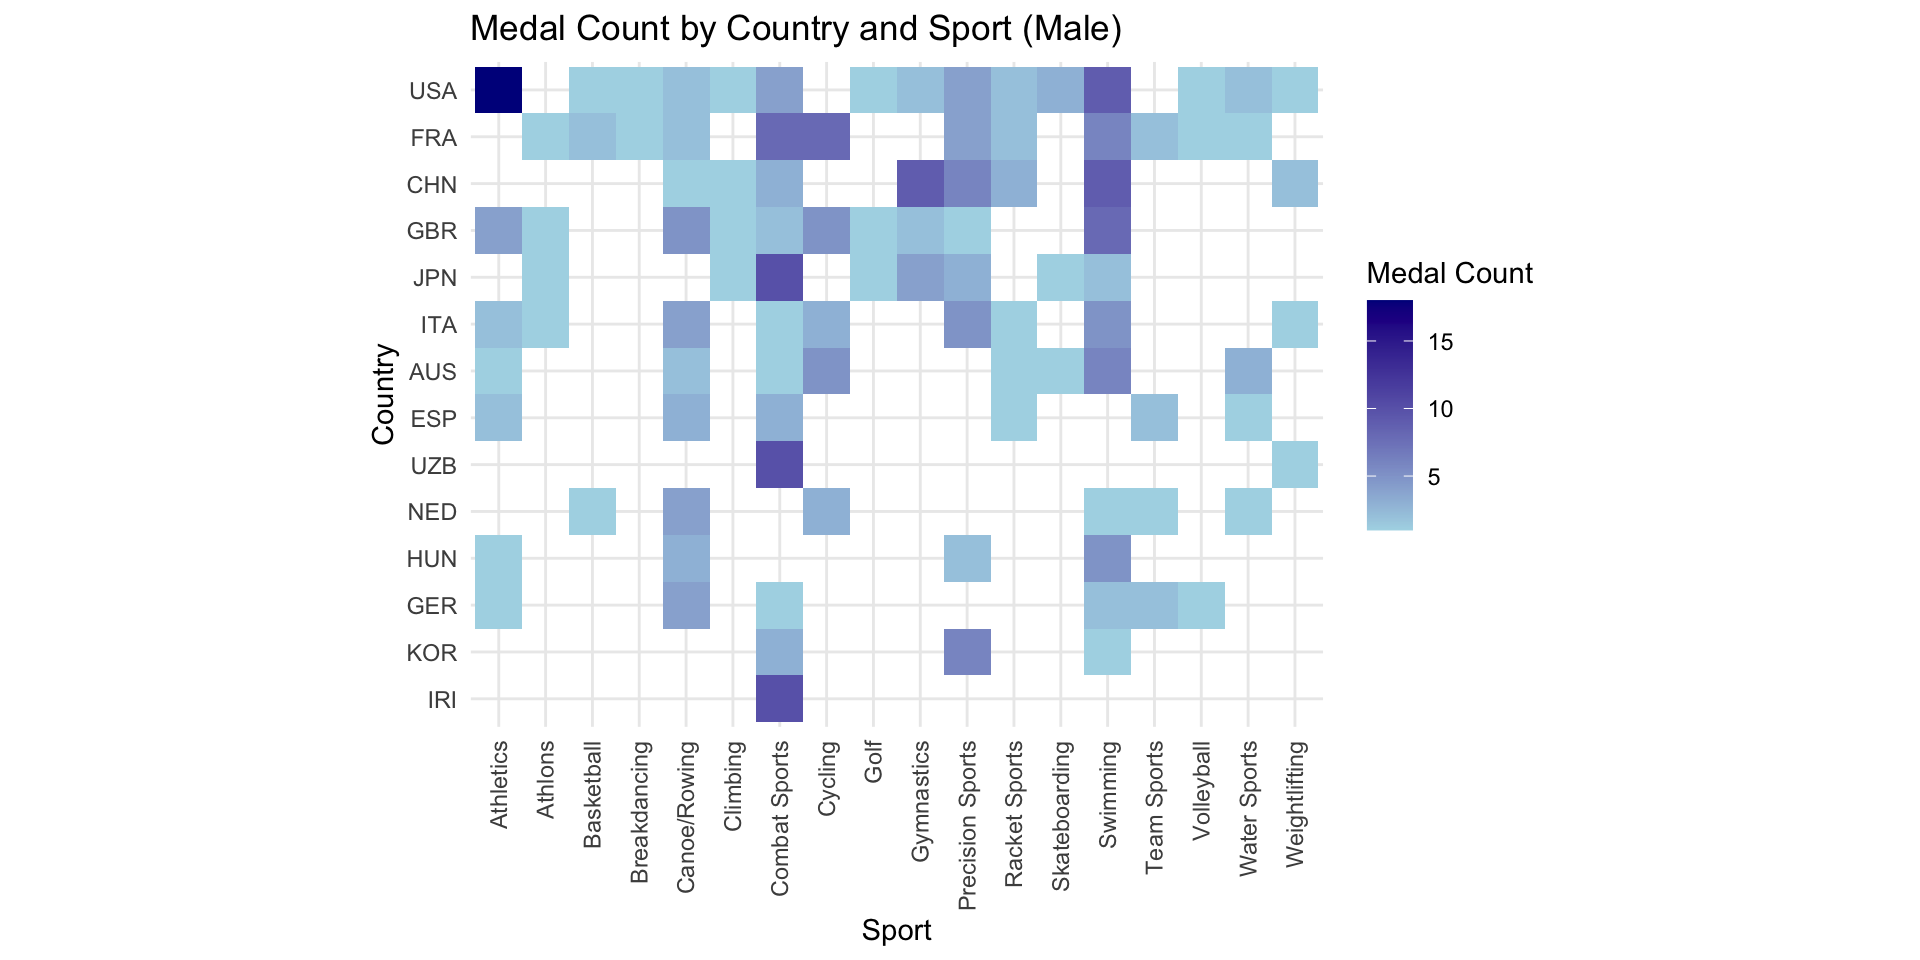 Medal Count by Country and Sport (Male)
Country
USA
FRA
CHN
GBR
JPN
ITA
AUS
ESP
UZB
NED
HUN
GER
KOR
IRI
Athletics
Athlons
Basketball
Breakdancing
Canoe/Rowing
Climbing
Combat Sports
Cycling
Golf
Gymnastics
Precision Sports
Racket Sports
Skateboarding
Swimming
Team Sports
Volleyball
Water Sports
Weightlifting
Sport
Medal Count
15
10
5